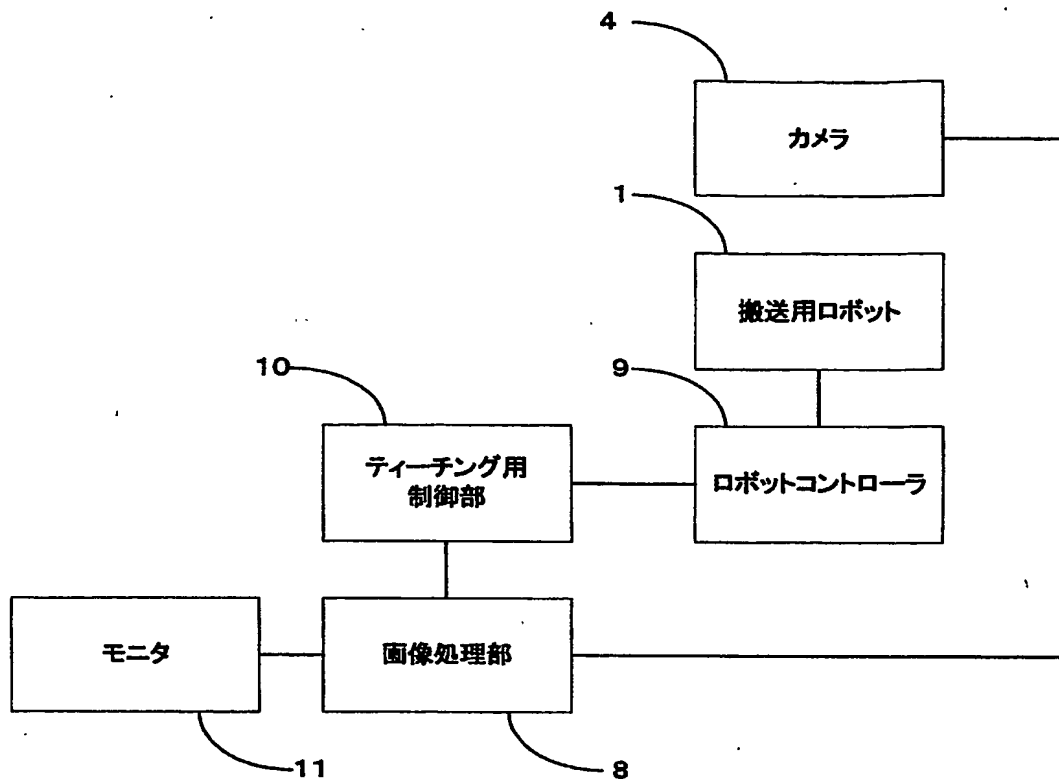 4
カメラ
1
搬送用ロボット
10
9
ティーチング用
制御部
ロボットコントローラ
モニタ
画像処理部
11
8